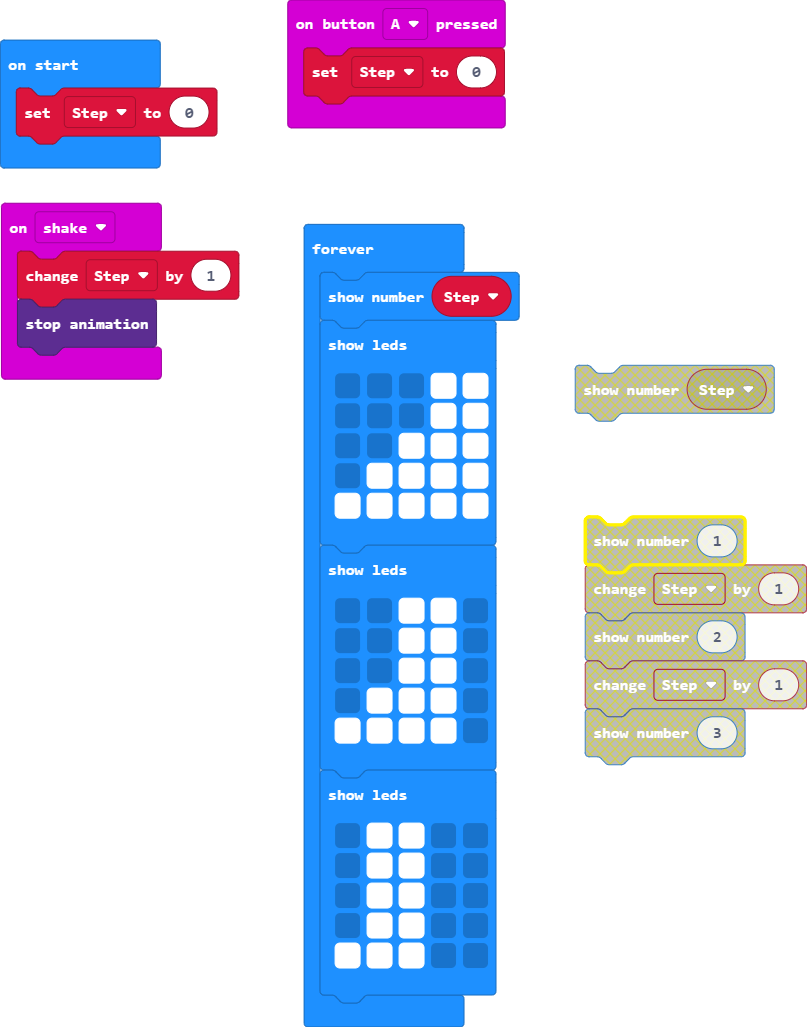 on start
set Step to 0
on button A pressed
set Step to 0
on shake
change Step by 1
stop animation
forever
show number Step
show leds
show leds
show leds
show number Step
show number 1
change Step by 1
show number 2
change Step by 1
show number 3